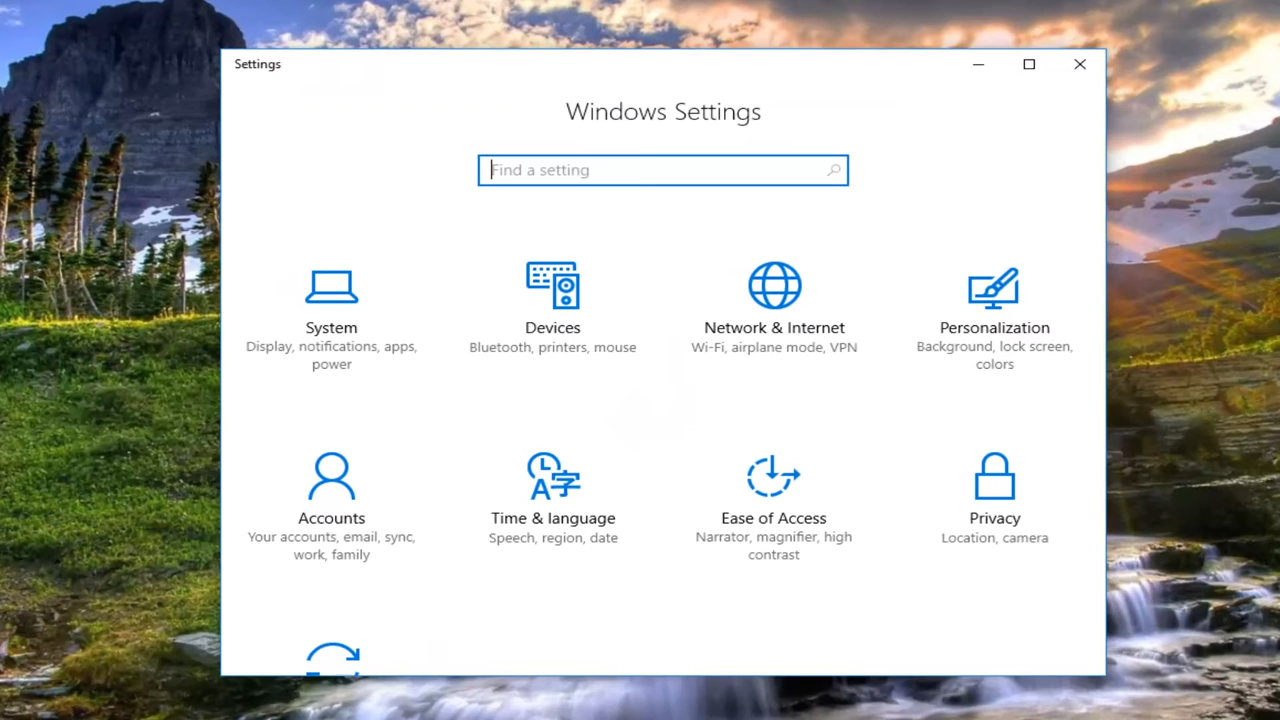 Settings
Windows Settings
Find a setting
System
Display, notifications, apps,
power
Devices
Bluetooth, printers, mouse
Network & Internet
Wi-Fi, airplane mode, VPN
Personalization
Background, lock screen,
colors
Accounts
Your accounts, email, sync,
work, family
Time & language
Speech, region, date
Ease of Access
Narrator, magnifier, high
contrast
Privacy
Location, camera